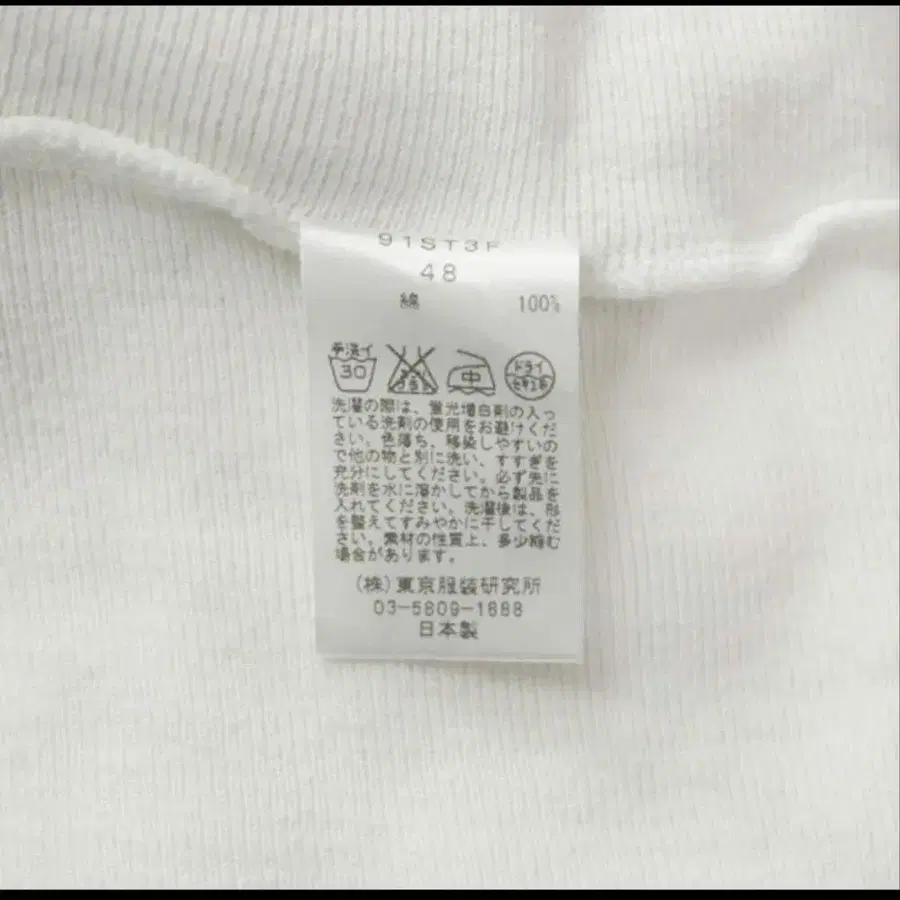 91ST3F
48
綿 100%
手洗イ
30
中
ドライ
洗濯の際は、蛍光増白剤の入っ
ている洗剤の使用をお避けくだ
さい。色落ち、移染しやすいの
で他の物と別に洗い、すすぎを
充分にしてください。必ず先に
洗剤を水に溶かしてから製品を
入れてください。洗濯後は、形
を整えてすみやかに干してくだ
さい。素材の性質上、多少縮む
場合があります。
(株)東京服装研究所
03-5809-1688
日本製